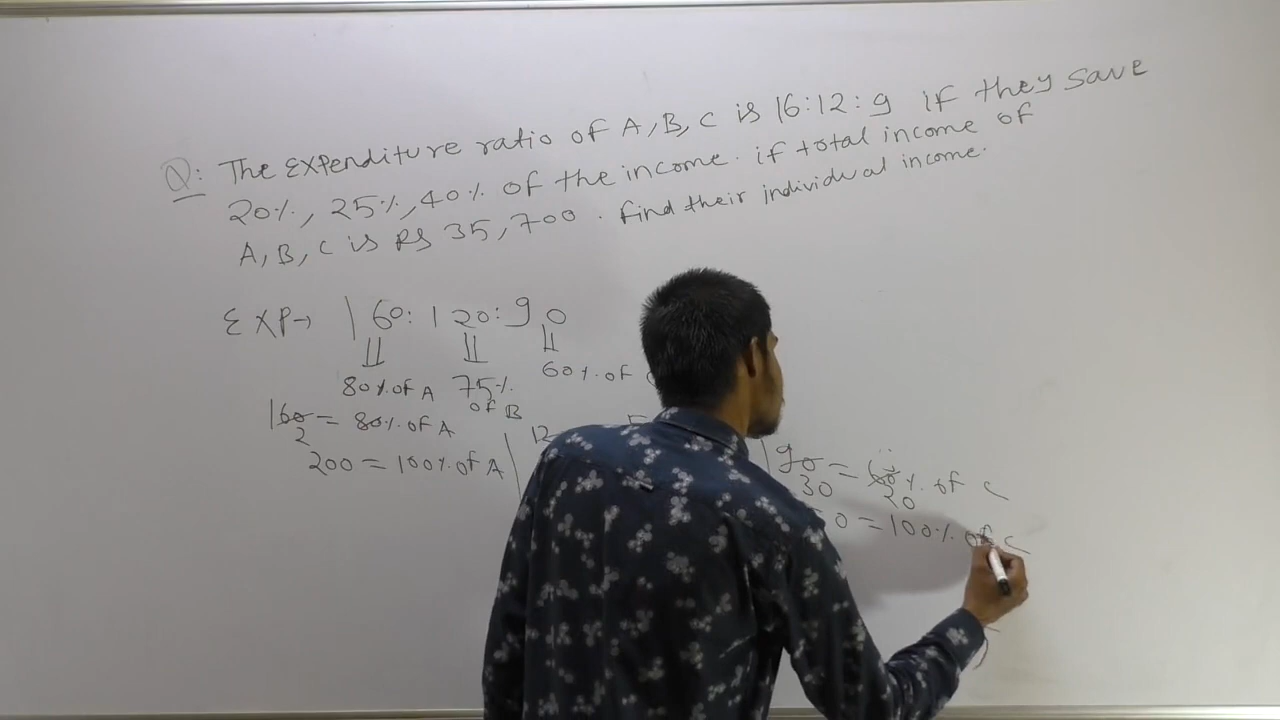 Q: The Expenditure ratio of A, B, C is 16:12:9 if they save
20%, 25%, 40% of the income. if total income of
A, B, C is RS 35,700. find their individual income.
EXP→ 160:120:90
80% of A 75% of B 60% of
160 = 80% of A
2
200 = 100% of A
12
90 = 60% of C
30 20
50 = 100% of C